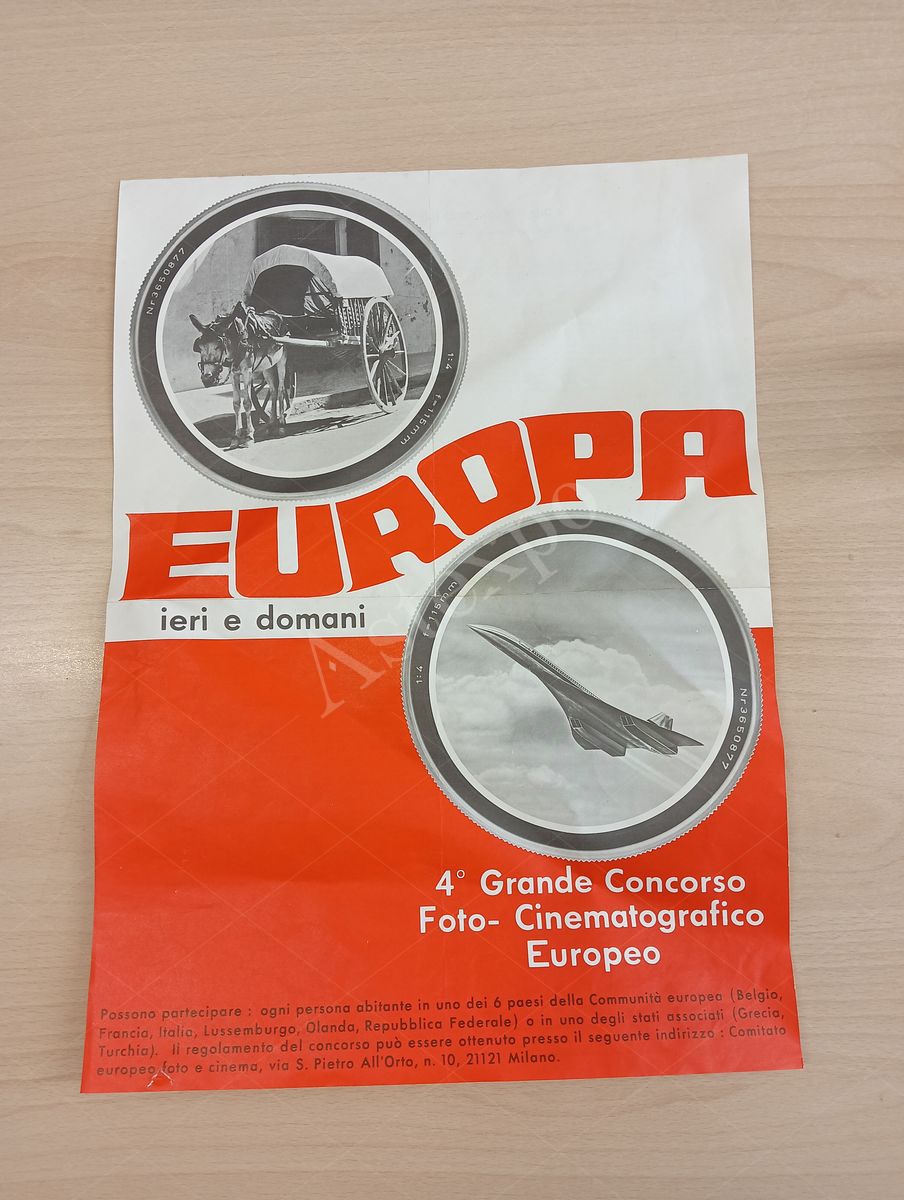 Nr3650877
1:4 f=115mm
EUROPA
ieri e domani
1:4 f=115mm
Nr3650877
4° Grande Concorso
Foto- Cinematografico
Europeo
Possono partecipare : ogni persona abitante in uno dei 6 paesi della Communità europea (Belgio,
Francia, Italia, Lussemburgo, Olanda, Repubblica Federale) o in uno degli stati associati (Grecia,
Turchia). Il regolamento del concorso può essere ottenuto presso il seguente indirizzo : Comitato
europeo foto e cinema, via S. Pietro All'Orto, n. 10, 21121 Milano.